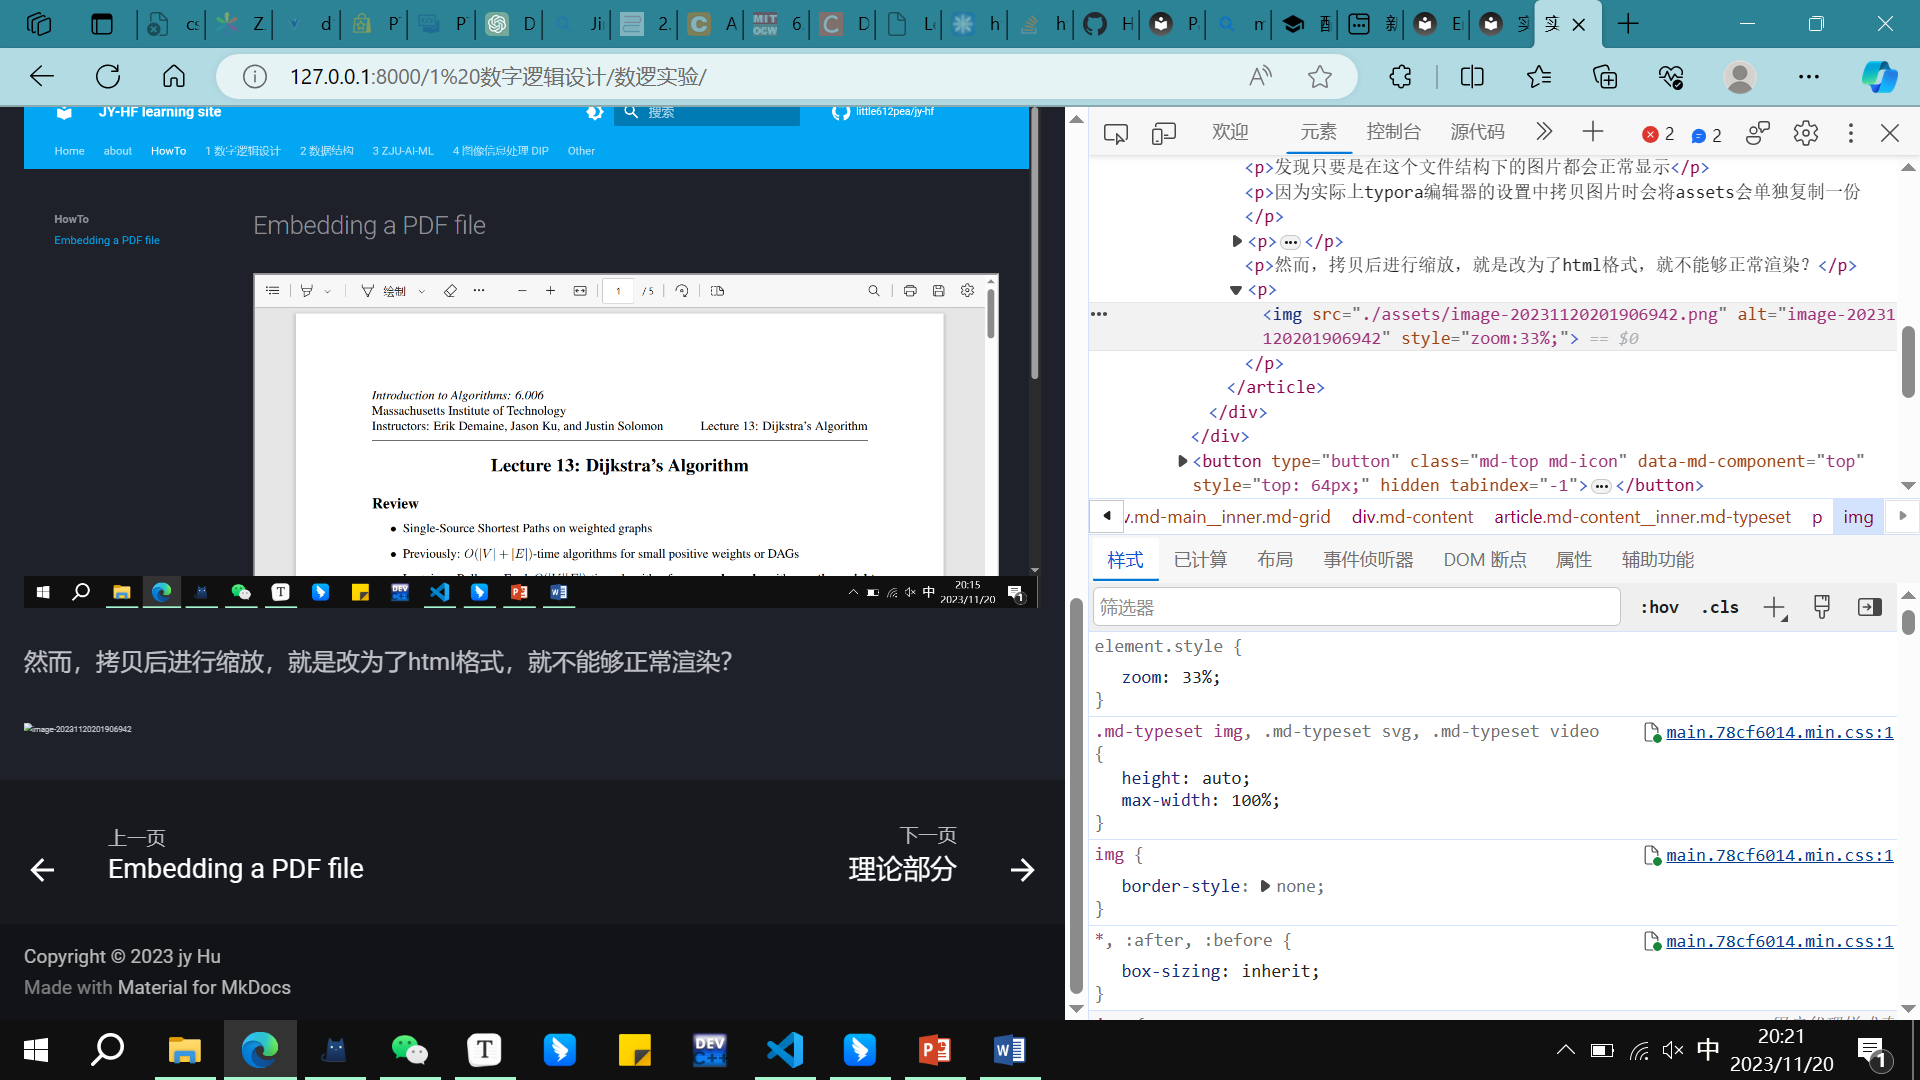 cs
Z
d
P
P
D
Jii
2.
A
6
D
Le
h
h
H
P
n
酉
新
E
实
实
127.0.0.1:8000/1%20数字逻辑设计/数逻实验/
JY-HF learning site
搜索
little612pea/jy-hf
Home about HowTo 1 数字逻辑设计 2 数据结构 3 ZJU-AI-ML 4 图像信息处理 DIP Other
HowTo
Embedding a PDF file
Embedding a PDF file
绘制
1 / 5
Introduction to Algorithms: 6.006
Massachusetts Institute of Technology
Instructors: Erik Demaine, Jason Ku, and Justin Solomon Lecture 13: Dijkstra's Algorithm
Lecture 13: Dijkstra's Algorithm
Review
• Single-Source Shortest Paths on weighted graphs
• Previously: O(|V| + |E|)-time algorithms for small positive weights or DAGs
中 20:15
2023/11/20 1
然而，拷贝后进行缩放，就是改为了html格式，就不能够正常渲染？
image-20231120201906942
上一页
Embedding a PDF file
下一页
理论部分
Copyright © 2023 jy Hu
Made with Material for MkDocs
欢迎 元素 控制台 源代码 2 2
<p>发现只要是在这个文件结构下的图片都会正常显示</p>
<p>因为实际上typora编辑器的设置中拷贝图片时会将assets会单独复制一份
</p>
<p>…</p>
<p>然而，拷贝后进行缩放，就是改为了html格式，就不能够正常渲染？</p>
<p>
<img src="./assets/image-20231120201906942.png" alt="image-20231
120201906942" style="zoom:33%;"> == $0
</p>
</article>
</div>
</div>
<button type="button" class="md-top md-icon" data-md-component="top"
style="top: 64px;" hidden tabindex="-1">…</button>
v.md-main__inner.md-grid div.md-content article.md-content__inner.md-typeset p img
样式 已计算 布局 事件侦听器 DOM 断点 属性 辅助功能
筛选器 :hov .cls
element.style {
zoom: 33%;
}
.md-typeset img, .md-typeset svg, .md-typeset video main.78cf6014.min.css:1
{
height: auto;
max-width: 100%;
}
img { main.78cf6014.min.css:1
border-style: none;
}
*, :after, :before { main.78cf6014.min.css:1
box-sizing: inherit;
}
中 20:21
2023/11/20 1